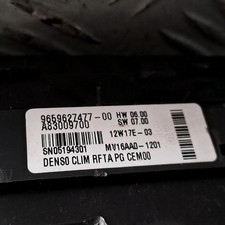 9659627477-00 HW 06.00
A83009700 SW 07.00
12W17E-03
SN05194301 MV16AA0-1201
DENSO CLIM RFTA PG CEM00